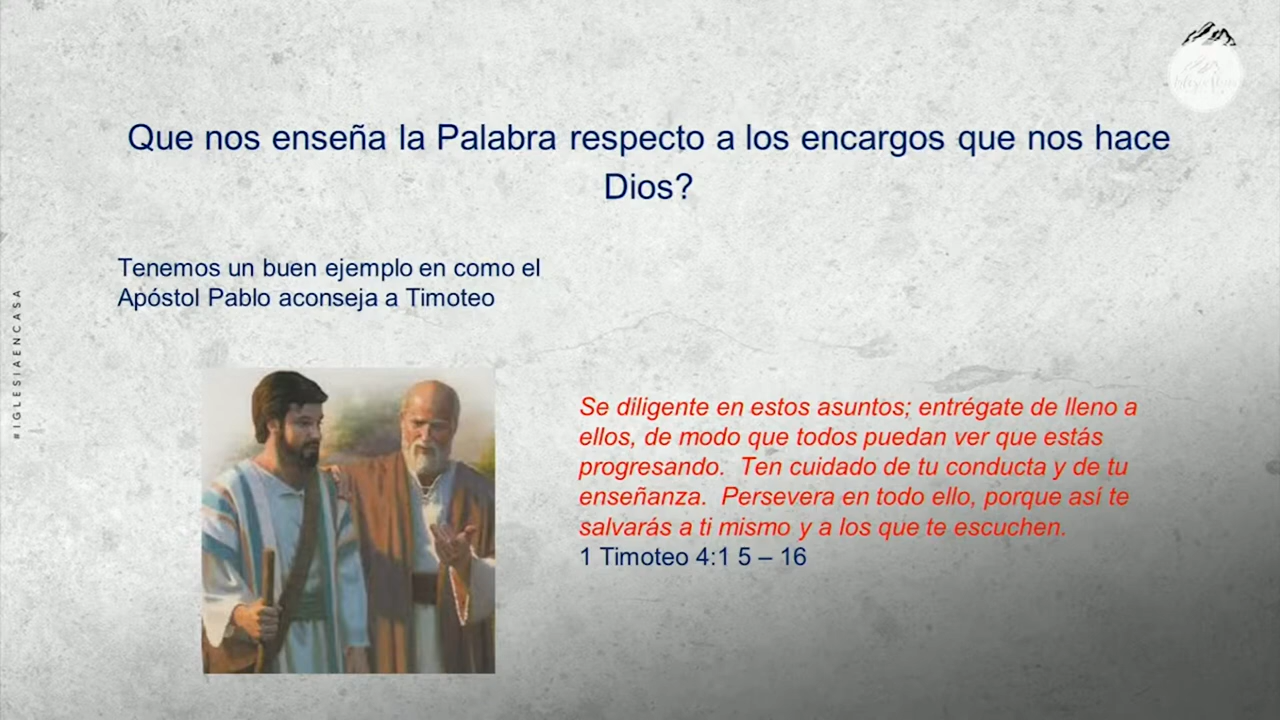 Que nos enseña la Palabra respecto a los encargos que nos hace
Dios?
Tenemos un buen ejemplo en como el
Apóstol Pablo aconseja a Timoteo
#IGLESIAENCASA
Se diligente en estos asuntos; entrégate de lleno a
ellos, de modo que todos puedan ver que estás
progresando.  Ten cuidado de tu conducta y de tu
enseñanza.  Persevera en todo ello, porque así te
salvarás a ti mismo y a los que te escuchen.
1 Timoteo 4:1 5 – 16